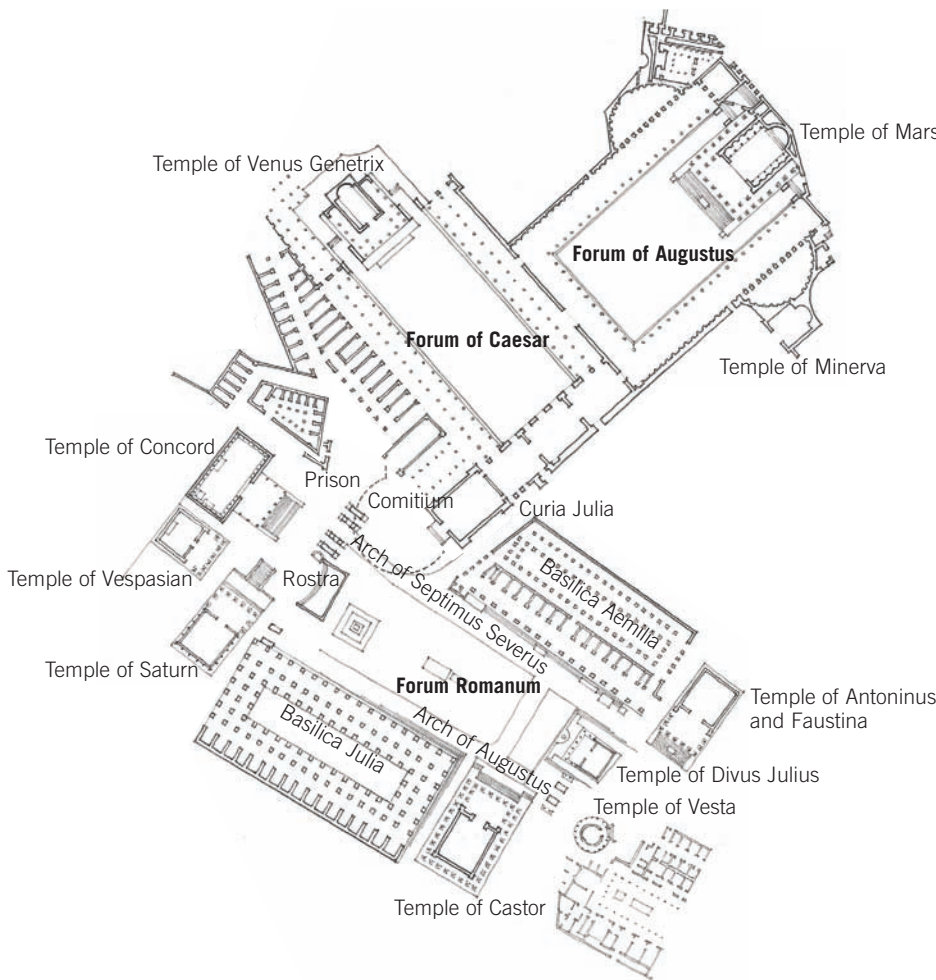 Temple of Mars
Temple of Venus Genetrix
Forum of Augustus
Forum of Caesar
Temple of Minerva
Temple of Concord
Prison
Comitium
Curia Julia
Arch of Septimus Severus
Basilica Aemilla
Temple of Vespasian
Rostra
Temple of Saturn
Forum Romanum
Temple of Antoninus
and Faustina
Basilica Julia
Arch of Augustus
Temple of Divus Julius
Temple of Vesta
Temple of Castor